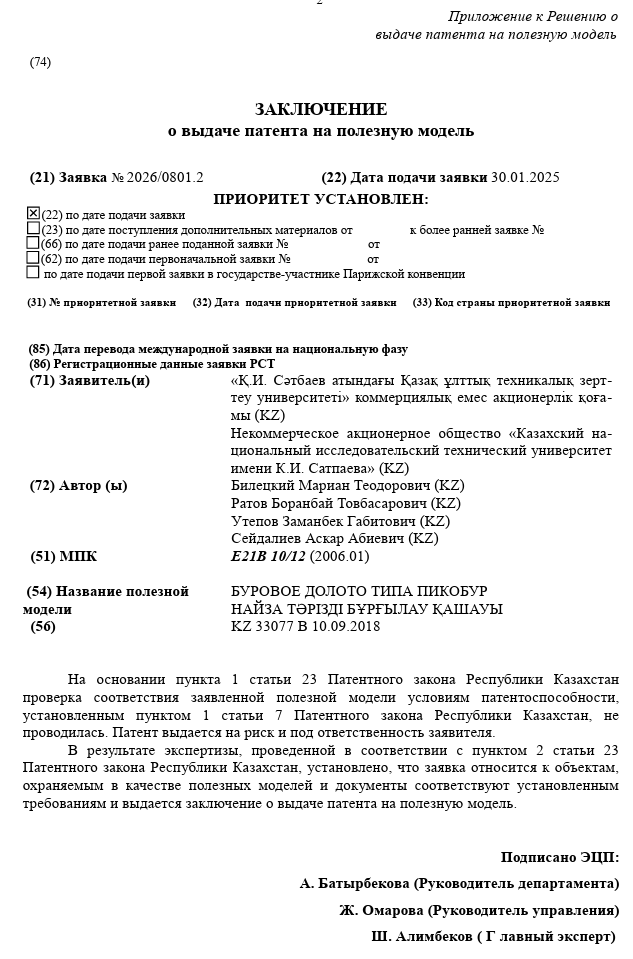 2
Приложение к Решению о
выдаче патента на полезную модель
(74)
ЗАКЛЮЧЕНИЕ
о выдаче патента на полезную модель
(21) Заявка № 2026/0801.2 (22) Дата подачи заявки 30.01.2025
ПРИОРИТЕТ УСТАНОВЛЕН:
☒ (22) по дате подачи заявки
☐ (23) по дате поступления дополнительных материалов от к более ранней заявке №
☐ (66) по дате подачи ранее поданной заявки № от
☐ (62) по дате подачи первоначальной заявки № от
☐ по дате подачи первой заявки в государстве-участнике Парижской конвенции
(31) № приоритетной заявки (32) Дата подачи приоритетной заявки (33) Код страны приоритетной заявки
(85) Дата перевода международной заявки на национальную фазу
(86) Регистрационные данные заявки РСТ
(71) Заявитель(и) «Қ.И. Сәтбаев атындағы Қазақ ұлттық техникалық зерт-
теу университеті» коммерциялық емес акционерлік қоға-
мы (KZ)
Некоммерческое акционерное общество «Казахский на-
циональный исследовательский технический университет
имени К.И. Сатпаева» (KZ)
(72) Автор (ы) Билецкий Мариан Теодорович (KZ)
Ратов Боранбай Товбасарович (KZ)
Утепов Заманбек Габитович (KZ)
Сейдалиев Аскар Абиевич (KZ)
(51) МПК E21B 10/12 (2006.01)
(54) Название полезной БУРОВОЕ ДОЛОТО ТИПА ПИКОБУР
модели НАЙЗА ТӘРІЗДІ БҰРҒЫЛАУ ҚАШАУЫ
(56) KZ 33077 B 10.09.2018
На основании пункта 1 статьи 23 Патентного закона Республики Казахстан
проверка соответствия заявленной полезной модели условиям патентоспособности,
установленным пунктом 1 статьи 7 Патентного закона Республики Казахстан, не
проводилась. Патент выдается на риск и под ответственность заявителя.
В результате экспертизы, проведенной в соответствии с пунктом 2 статьи 23
Патентного закона Республики Казахстан, установлено, что заявка относится к объектам,
охраняемым в качестве полезных моделей и документы соответствуют установленным
требованиям и выдается заключение о выдаче патента на полезную модель.
Подписано ЭЦП:
А. Батырбекова (Руководитель департамента)
Ж. Омарова (Руководитель управления)
Ш. Алимбеков ( Г лавный эксперт)